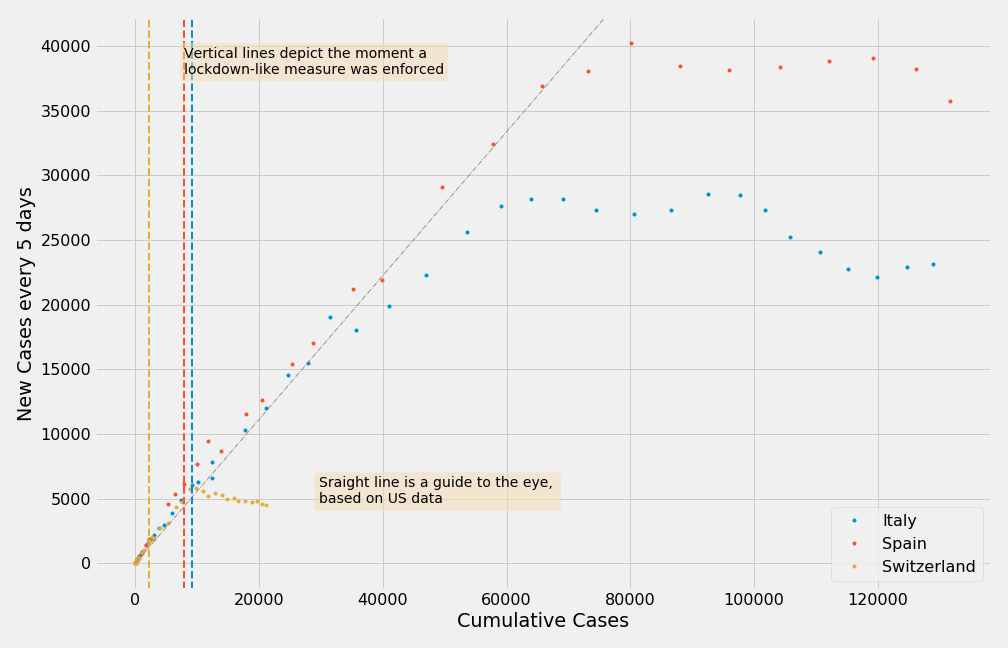 Vertical lines depict the moment a
lockdown-like measure was enforced
New Cases every 5 days
40000
35000
30000
25000
20000
15000
10000
5000
0
Sraight line is a guide to the eye,
based on US data
Italy
Spain
Switzerland
0 20000 40000 60000 80000 100000 120000
Cumulative Cases